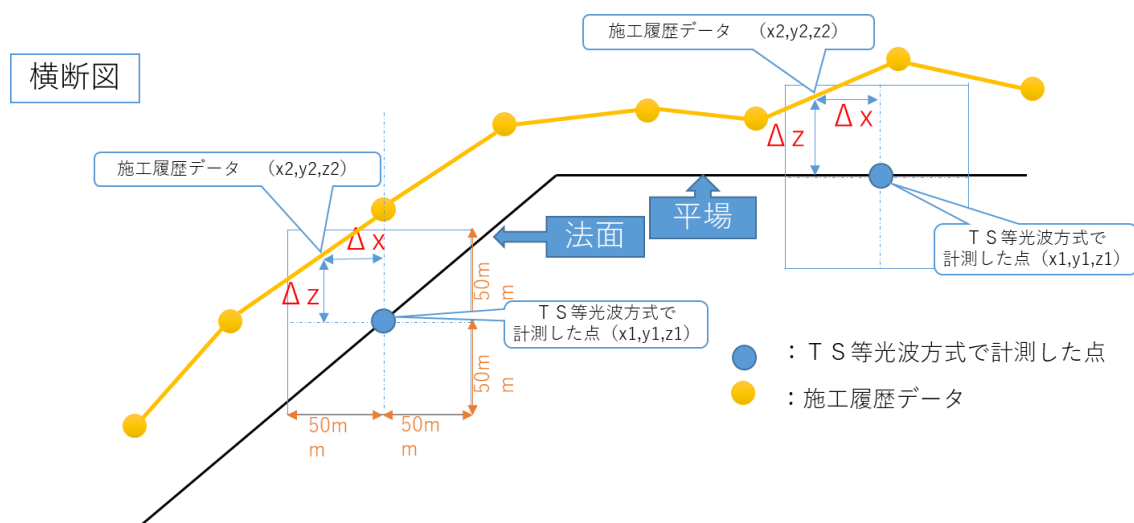 横断図
施工履歴データ　（x2,y2,z2）
Δx
Δz
施工履歴データ　（x2,y2,z2）
Δx
Δz
法面
平場
ＴＳ等光波方式で
計測した点（x1,y1,z1）
50m
m
ＴＳ等光波方式で
計測した点（x1,y1,z1）
50m
m
50m
m
50m
m
：ＴＳ等光波方式で計測した点
：施工履歴データ